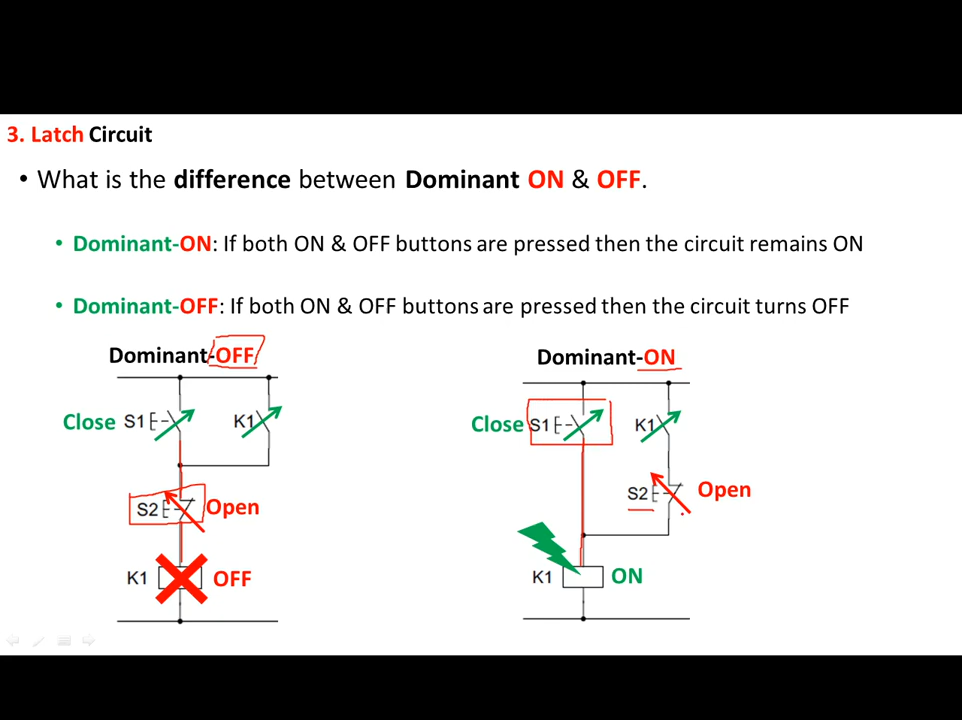 3. Latch Circuit
• What is the difference between Dominant ON & OFF.
• Dominant-ON: If both ON & OFF buttons are pressed then the circuit remains ON
• Dominant-OFF: If both ON & OFF buttons are pressed then the circuit turns OFF
Dominant-OFF
Close S1 K1
S2 Open
K1 OFF
Dominant-ON
Close S1 K1
S2 Open
K1 ON